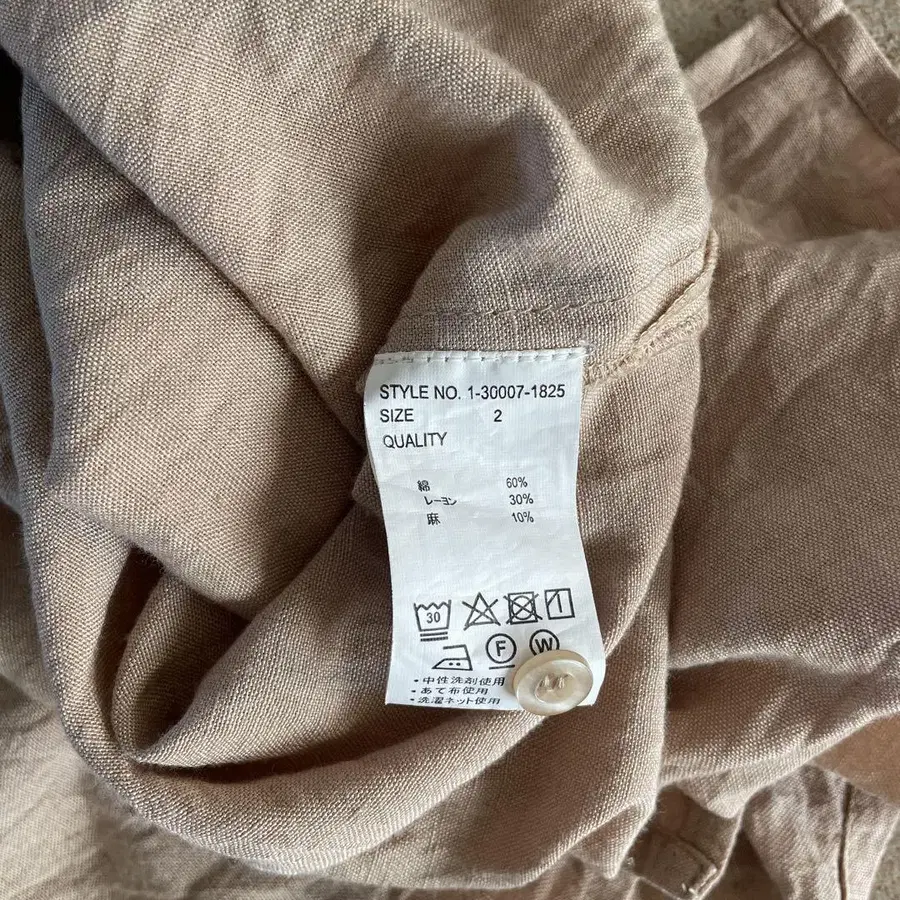 STYLE NO. 1-30007-1825
SIZE 2
QUALITY
綿 60%
レーヨン 30%
麻 10%
30
F W
・中性洗剤使用
・あて布使用
・洗濯ネット使用